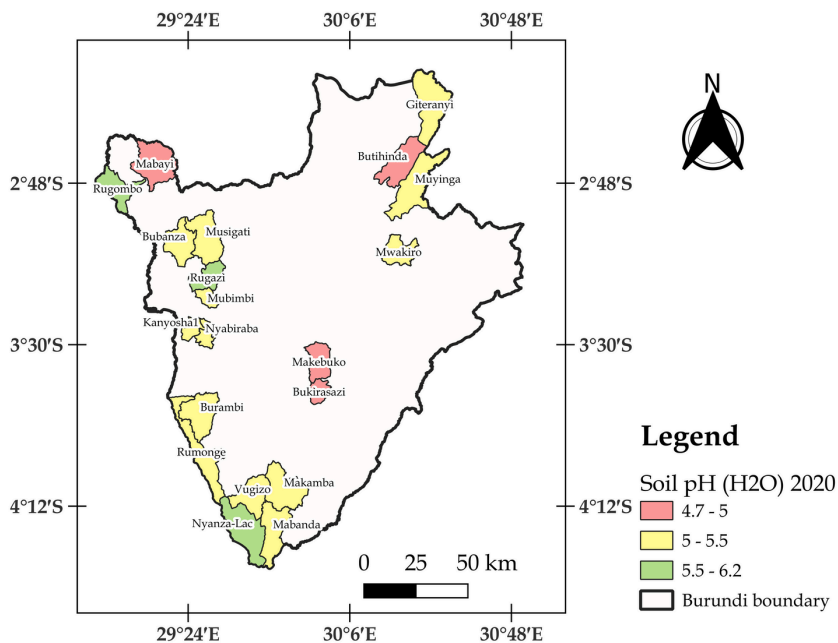 29°24′E 30°6′E 30°48′E
N
Giteranyi
Butihinda
Mabayi
Muyinga
2°48′S 2°48′S
Rugombo
Musigati
Bubanza
Mwakiro
Rugazi
Mubimbi
Kanyosha1
Nyabiraba
3°30′S 3°30′S
Makebuko
Bukirasazi
Burambi
Legend
Rumonge
Soil pH (H2O) 2020
Makamba
Vugizo
4°12′S 4°12′S
4.7 - 5
Nyanza-Lac
Mabanda
5 - 5.5
0 25 50 km
5.5 - 6.2
Burundi boundary
29°24′E 30°6′E 30°48′E